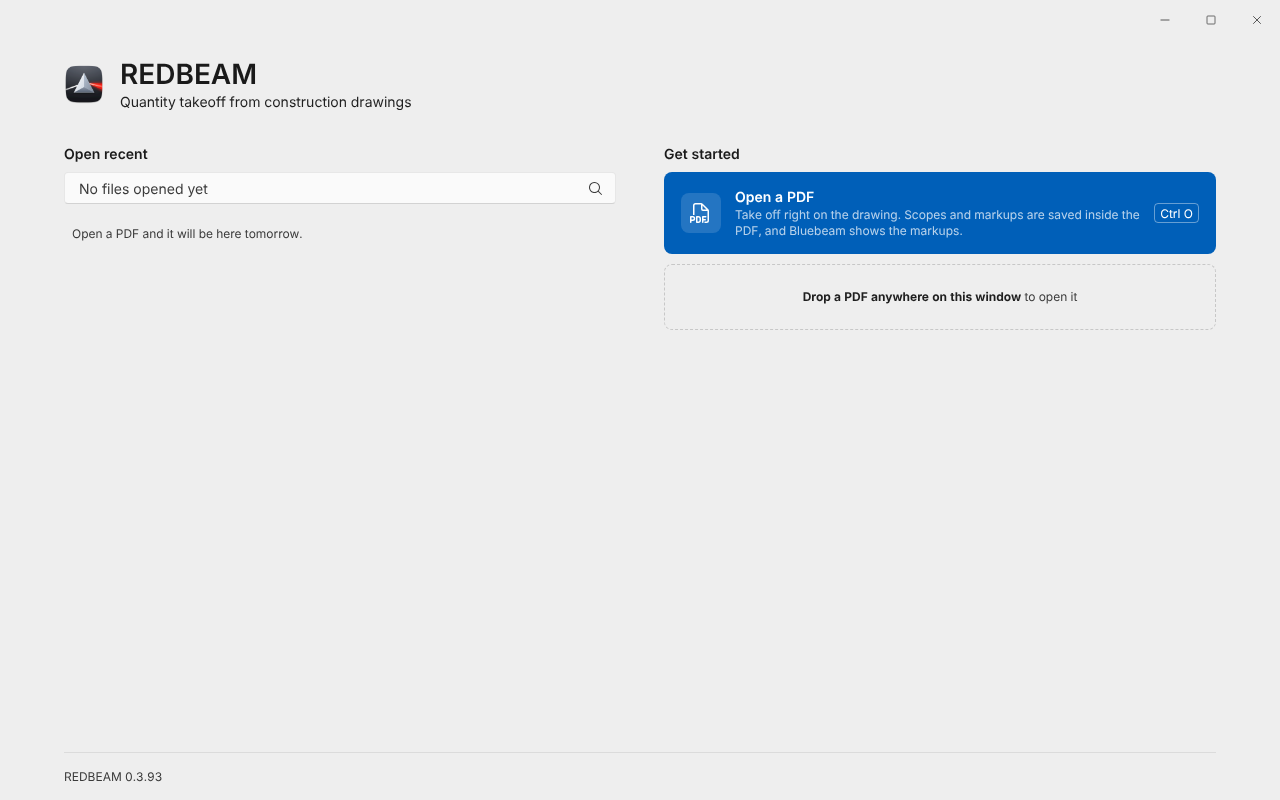 REDBEAM
Quantity takeoff from construction drawings
Open recent
No files opened yet
Open a PDF and it will be here tomorrow.
Get started
PDF
Open a PDF
Take off right on the drawing. Scopes and markups are saved inside the
PDF, and Bluebeam shows the markups.
Ctrl O
Drop a PDF anywhere on this window to open it
REDBEAM 0.3.93